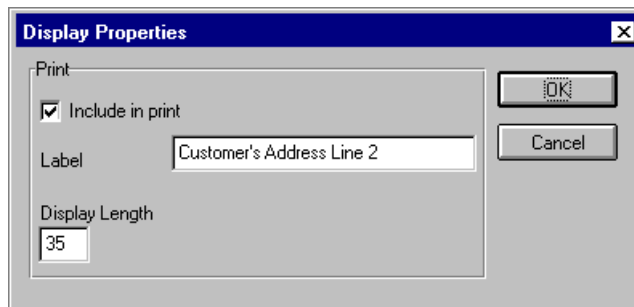 Display Properties
Print
Include in print
OK
Label
Customer's Address Line 2
Cancel
Display Length
35